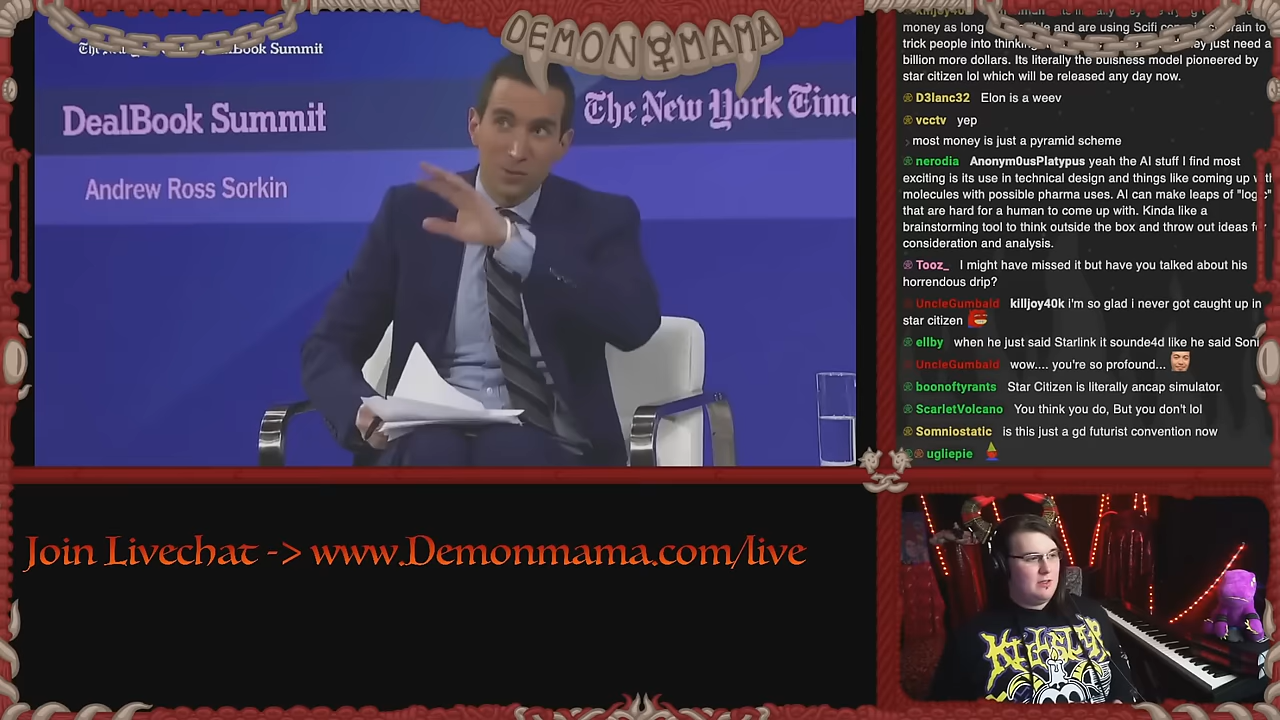 DEMON MAMA
DealBook Summit
The New York Time
Andrew Ross Sorkin
money as long
and are using Scifi
trick people into thinking
just need a
billion more dollars. Its literally the buisness model pioneered by
star citizen lol which will be released any day now.
D3lanc32 Elon is a weev
vcctv yep
most money is just a pyramid scheme
nerodia Anonym0usPlatypus yeah the AI stuff I find most
exciting is its use in technical design and things like coming up
molecules with possible pharma uses. AI can make leaps of "logic"
that are hard for a human to come up with. Kinda like a
brainstorming tool to think outside the box and throw out ideas for
consideration and analysis.
Tooz_ I might have missed it but have you talked about his
horrendous drip?
UncleGumbald killjoy40k i'm so glad i never got caught up in
star citizen
ellby when he just said Starlink it sounde4d like he said Son
UncleGumbald wow.... you're so profound...
boonoftyrants Star Citizen is literally ancap simulator.
ScarletVolcano You think you do, But you don't lol
Somniostatic is this just a gd futurist convention now
ugliepie
Join Livechat -> www.Demonmama.com/live